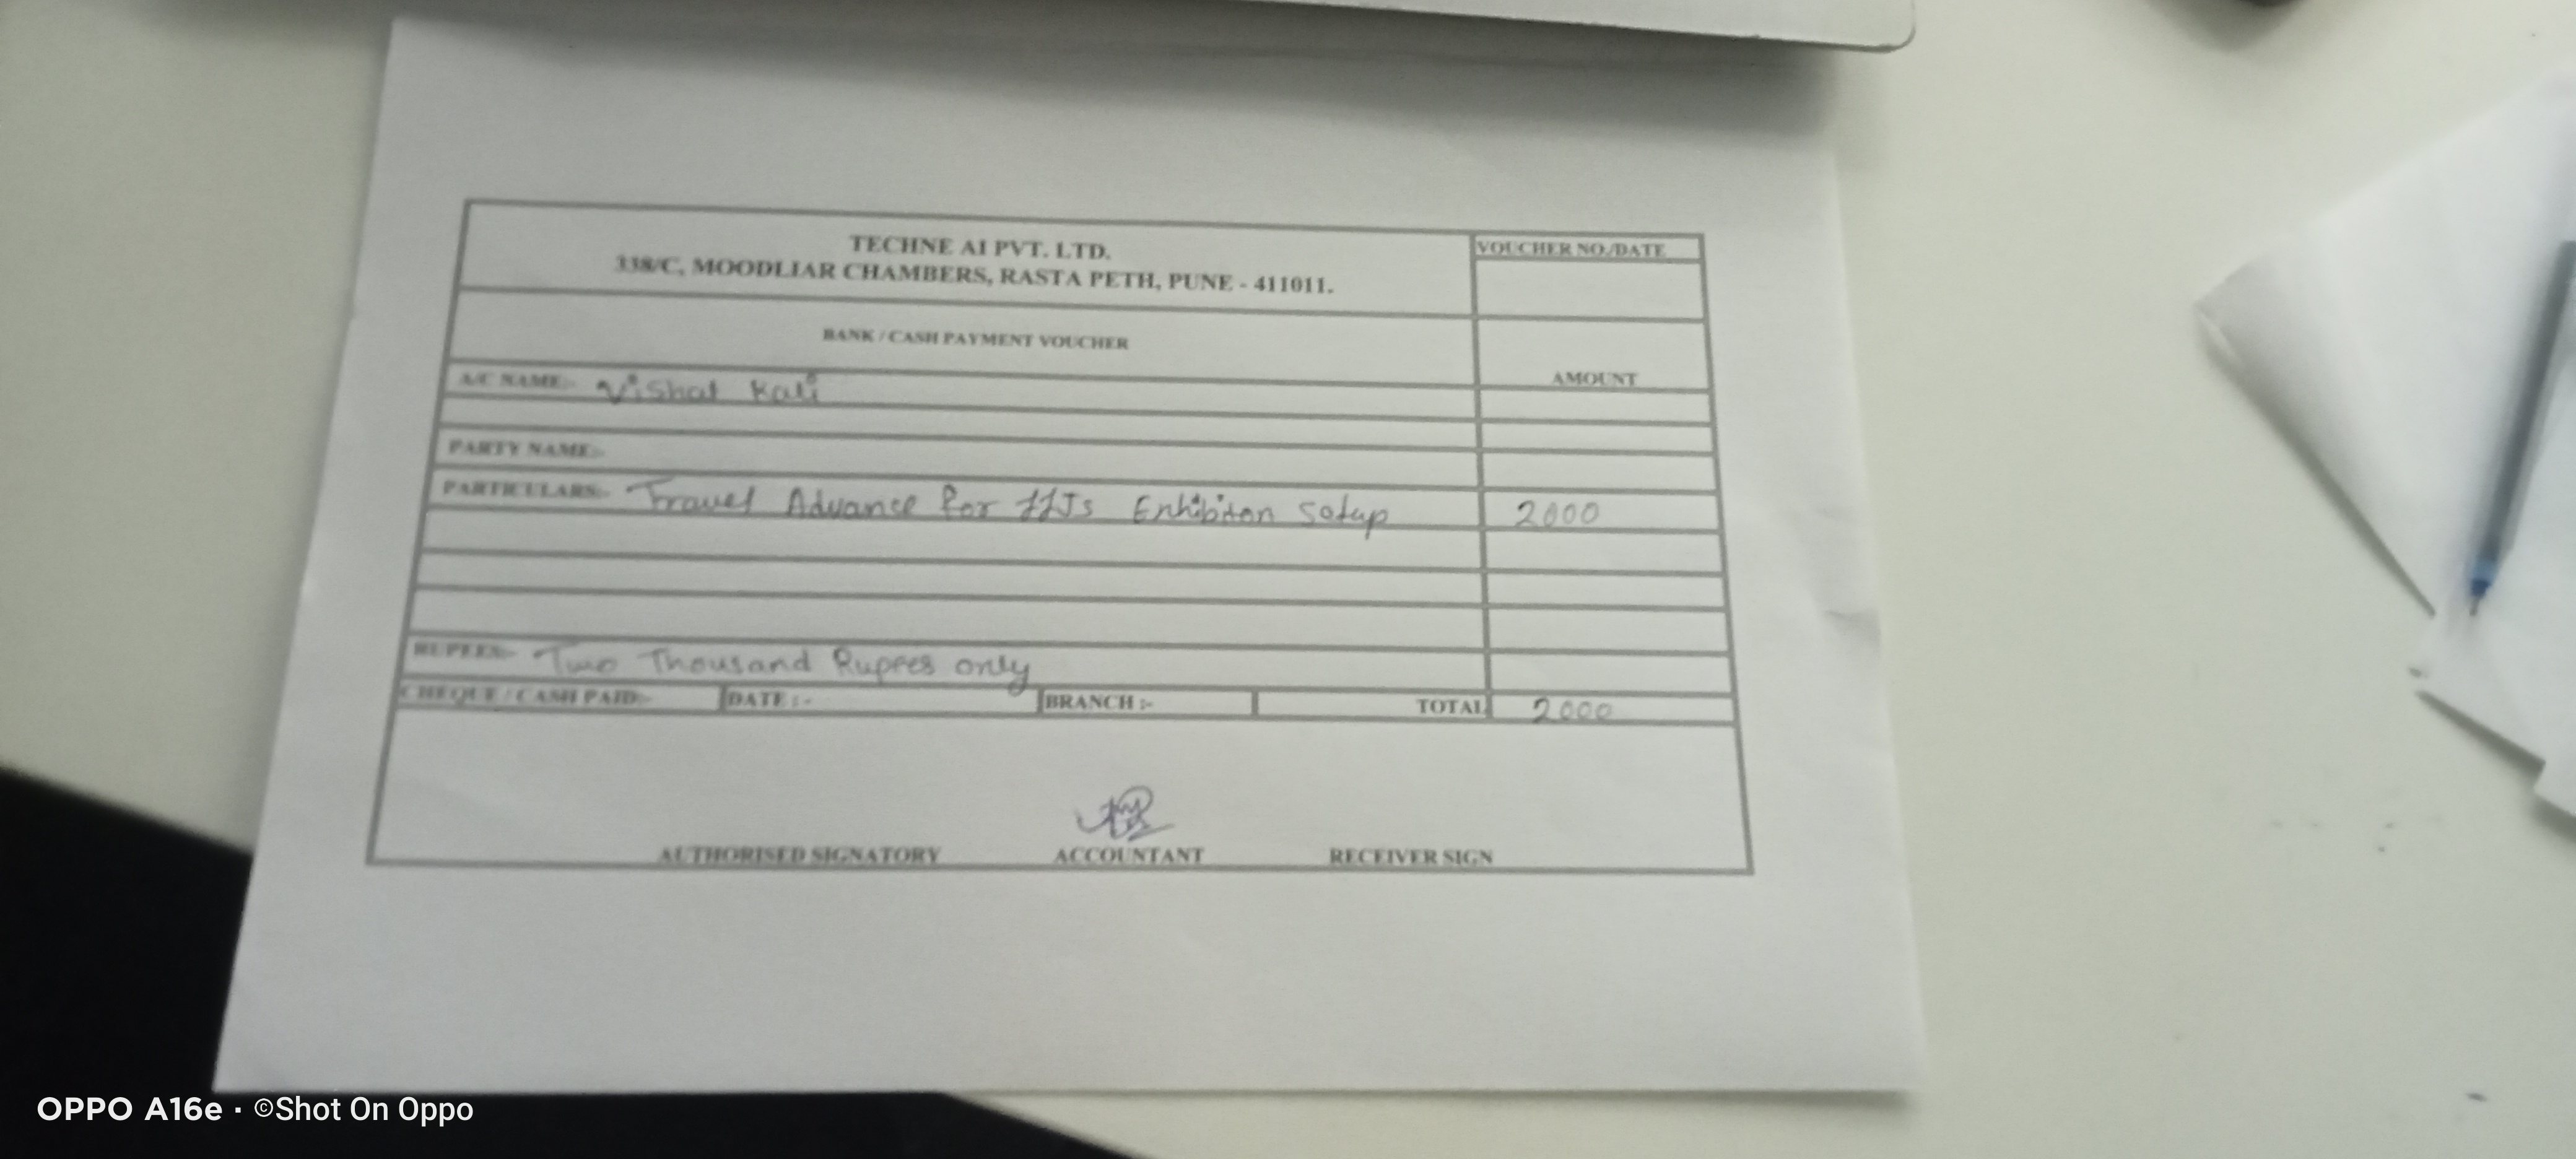 TECHNE AI PVT. LTD.
338/C, MOODLIAR CHAMBERS, RASTA PETH, PUNE - 411011.
VOUCHER NO./DATE
BANK / CASH PAYMENT VOUCHER
AMOUNT
A/C NAME:- Vishal Kali
PARTY NAME:-
PARTICULARS:- Travel Advance for IIJs Enhibiton Setup 2000
RUPEES:- Two Thousand Rupees only
CHEQUE / CASH PAID:- DATE :- BRANCH :- TOTAL 2000
AUTHORISED SIGNATORY ACCOUNTANT RECEIVER SIGN
OPPO A16e · ©Shot On Oppo